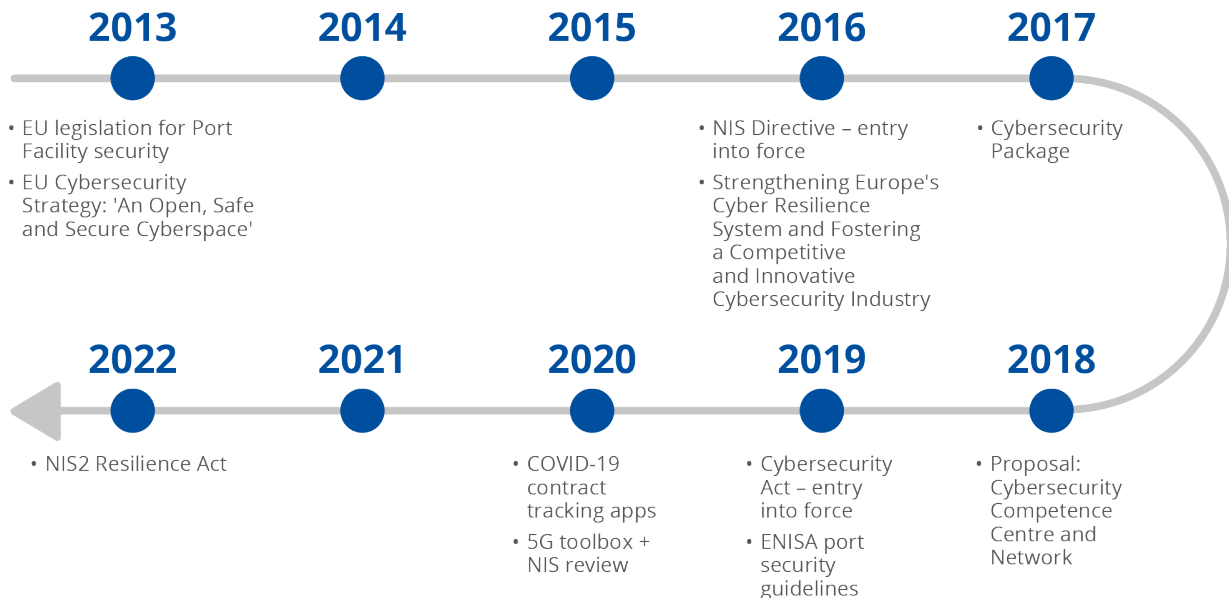 2013
2014
2015
2016
2017
• EU legislation for Port
Facility security
• EU Cybersecurity
Strategy: 'An Open, Safe
and Secure Cyberspace'
• NIS Directive – entry
into force
• Strengthening Europe's
Cyber Resilience
System and Fostering
a Competitive
and Innovative
Cybersecurity Industry
• Cybersecurity
Package
2022
2021
2020
2019
2018
• NIS2 Resilience Act
• COVID-19
contract
tracking apps
• 5G toolbox +
NIS review
• Cybersecurity
Act – entry
into force
• ENISA port
security
guidelines
• Proposal:
Cybersecurity
Competence
Centre and
Network